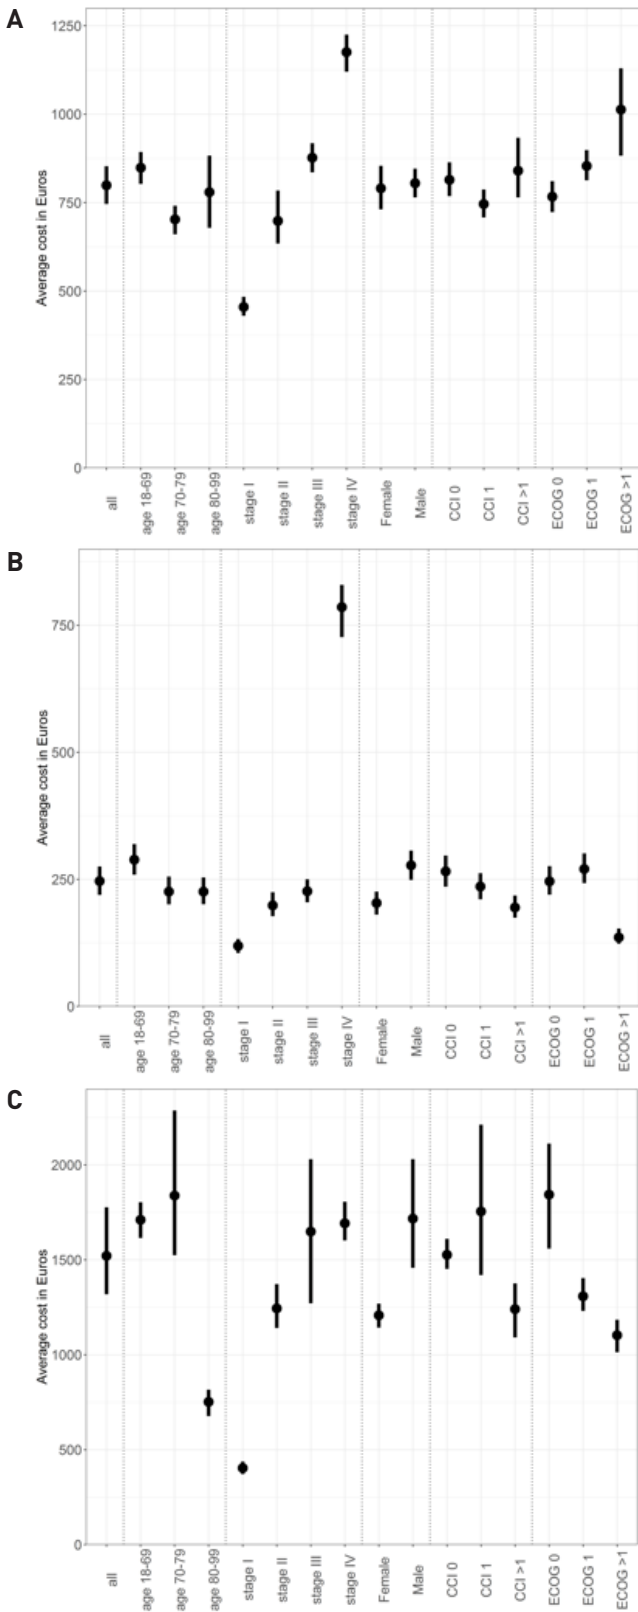 A
Average cost in Euros
1250
1000
750
500
250
0
all
age 18-69
age 70-79
age 80-99
stage I
stage II
stage III
stage IV
Female
Male
CCI 0
CCI 1
CCI >1
ECOG 0
ECOG 1
ECOG >1
B
Average cost in Euros
750
500
250
0
all
age 18-69
age 70-79
age 80-99
stage I
stage II
stage III
stage IV
Female
Male
CCI 0
CCI 1
CCI >1
ECOG 0
ECOG 1
ECOG >1
C
Average cost in Euros
2000
1500
1000
500
0
all
age 18-69
age 70-79
age 80-99
stage I
stage II
stage III
stage IV
Female
Male
CCI 0
CCI 1
CCI >1
ECOG 0
ECOG 1
ECOG >1